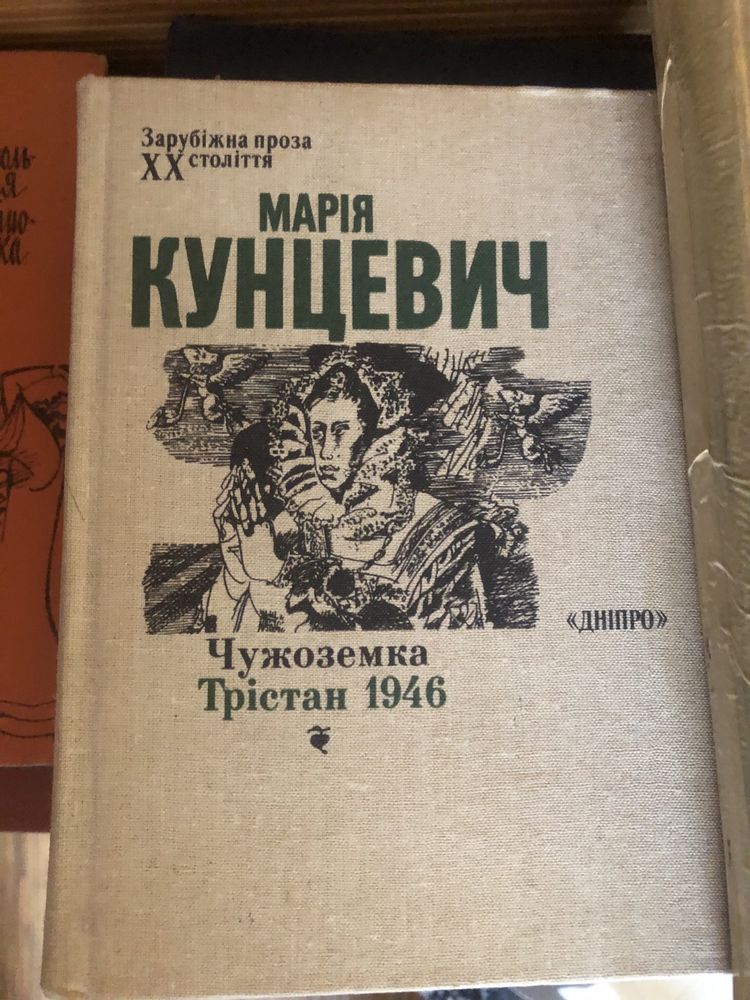 Зарубіжна проза
XX століття
МАРІЯ
КУНЦЕВИЧ
«ДНІПРО»
Чужоземка
Трістан 1946